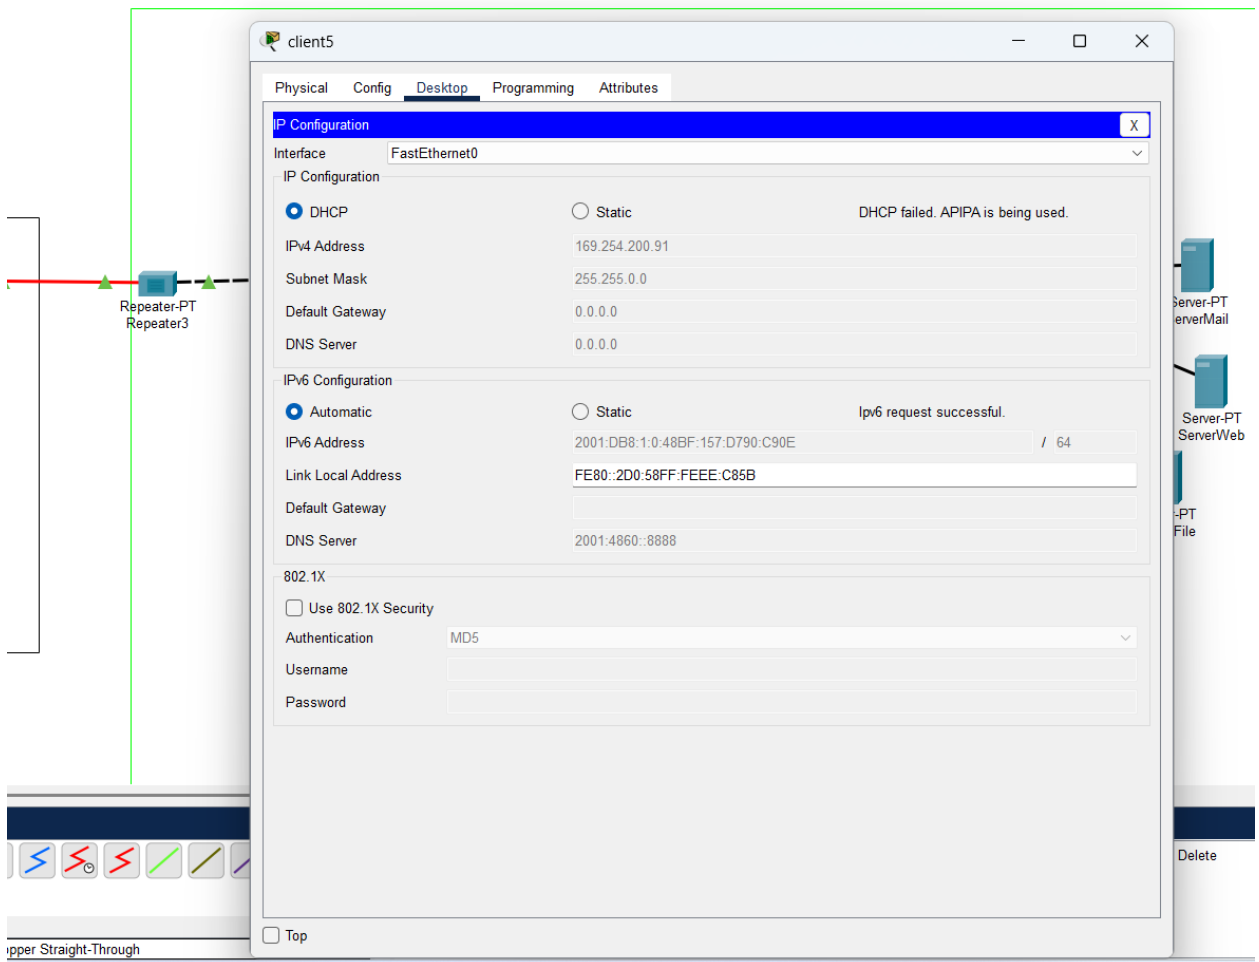 client5
Physical Config Desktop Programming Attributes
IP Configuration X
Interface FastEthernet0
IP Configuration
DHCP Static DHCP failed. APIPA is being used.
IPv4 Address 169.254.200.91
Subnet Mask 255.255.0.0
Default Gateway 0.0.0.0
DNS Server 0.0.0.0
IPv6 Configuration
Automatic Static Ipv6 request successful.
IPv6 Address 2001:DB8:1:0:48BF:157:D790:C90E / 64
Link Local Address FE80::2D0:58FF:FEEE:C85B
Default Gateway
DNS Server 2001:4860::8888
802.1X
Use 802.1X Security
Authentication MD5
Username
Password
Top
Repeater-PT
Repeater3
Server-PT
erverMail
Server-PT
ServerWeb
-PT
File
Delete
opper Straight-Through